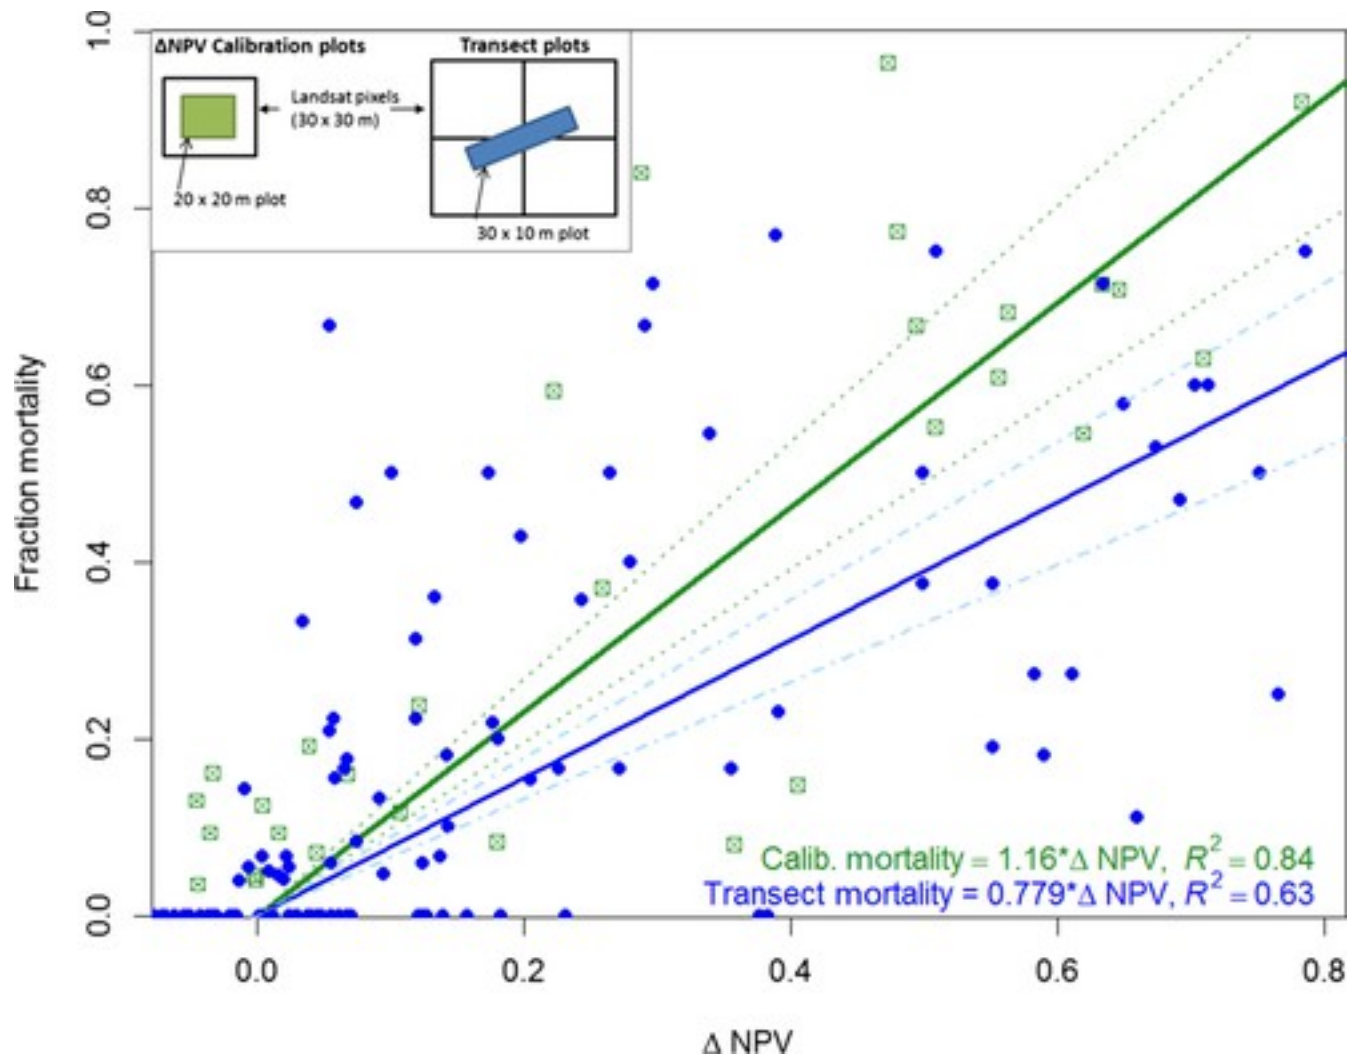 ΔNPV Calibration plots
Transect plots
Landsat pixels
(30 x 30 m)
20 x 20 m plot
30 x 10 m plot
1.0
0.8
0.6
0.4
0.2
0.0
Fraction mortality
Calib. mortality = 1.16*Δ NPV, R² = 0.84
Transect mortality = 0.779*Δ NPV, R² = 0.63
0.0 0.2 0.4 0.6 0.8
Δ NPV